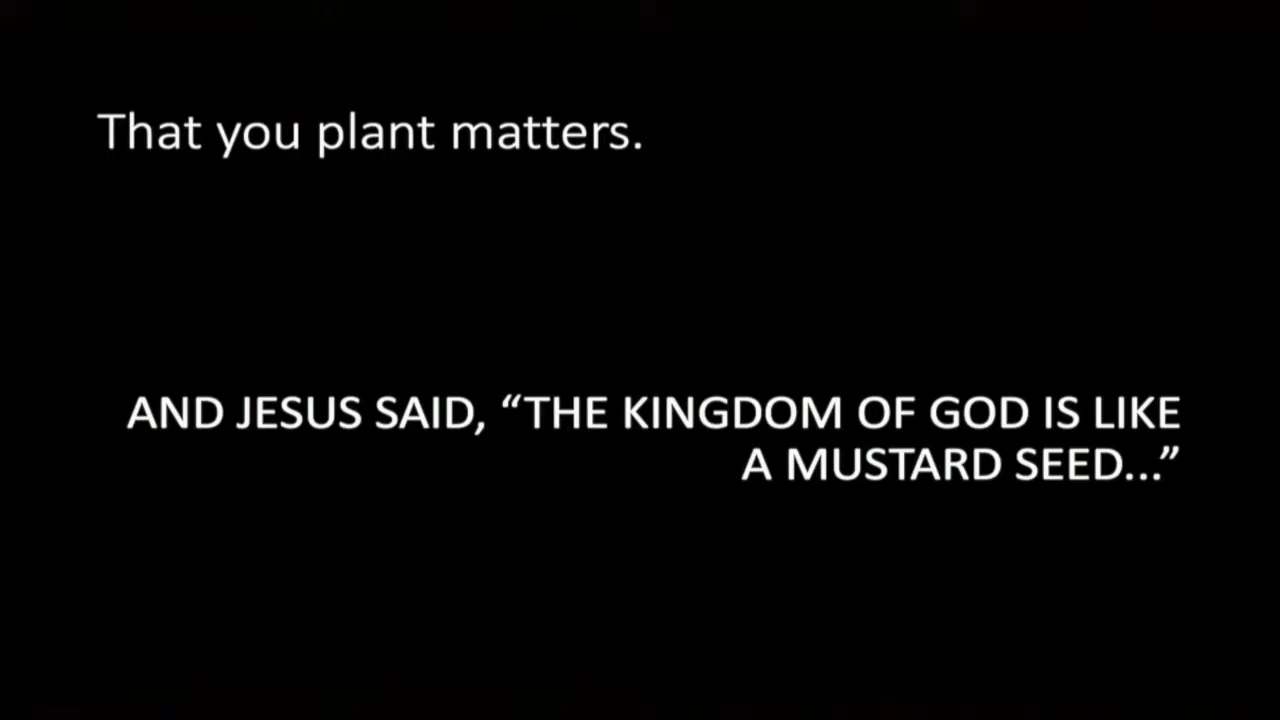 That you plant matters.
AND JESUS SAID, “THE KINGDOM OF GOD IS LIKE
A MUSTARD SEED...”